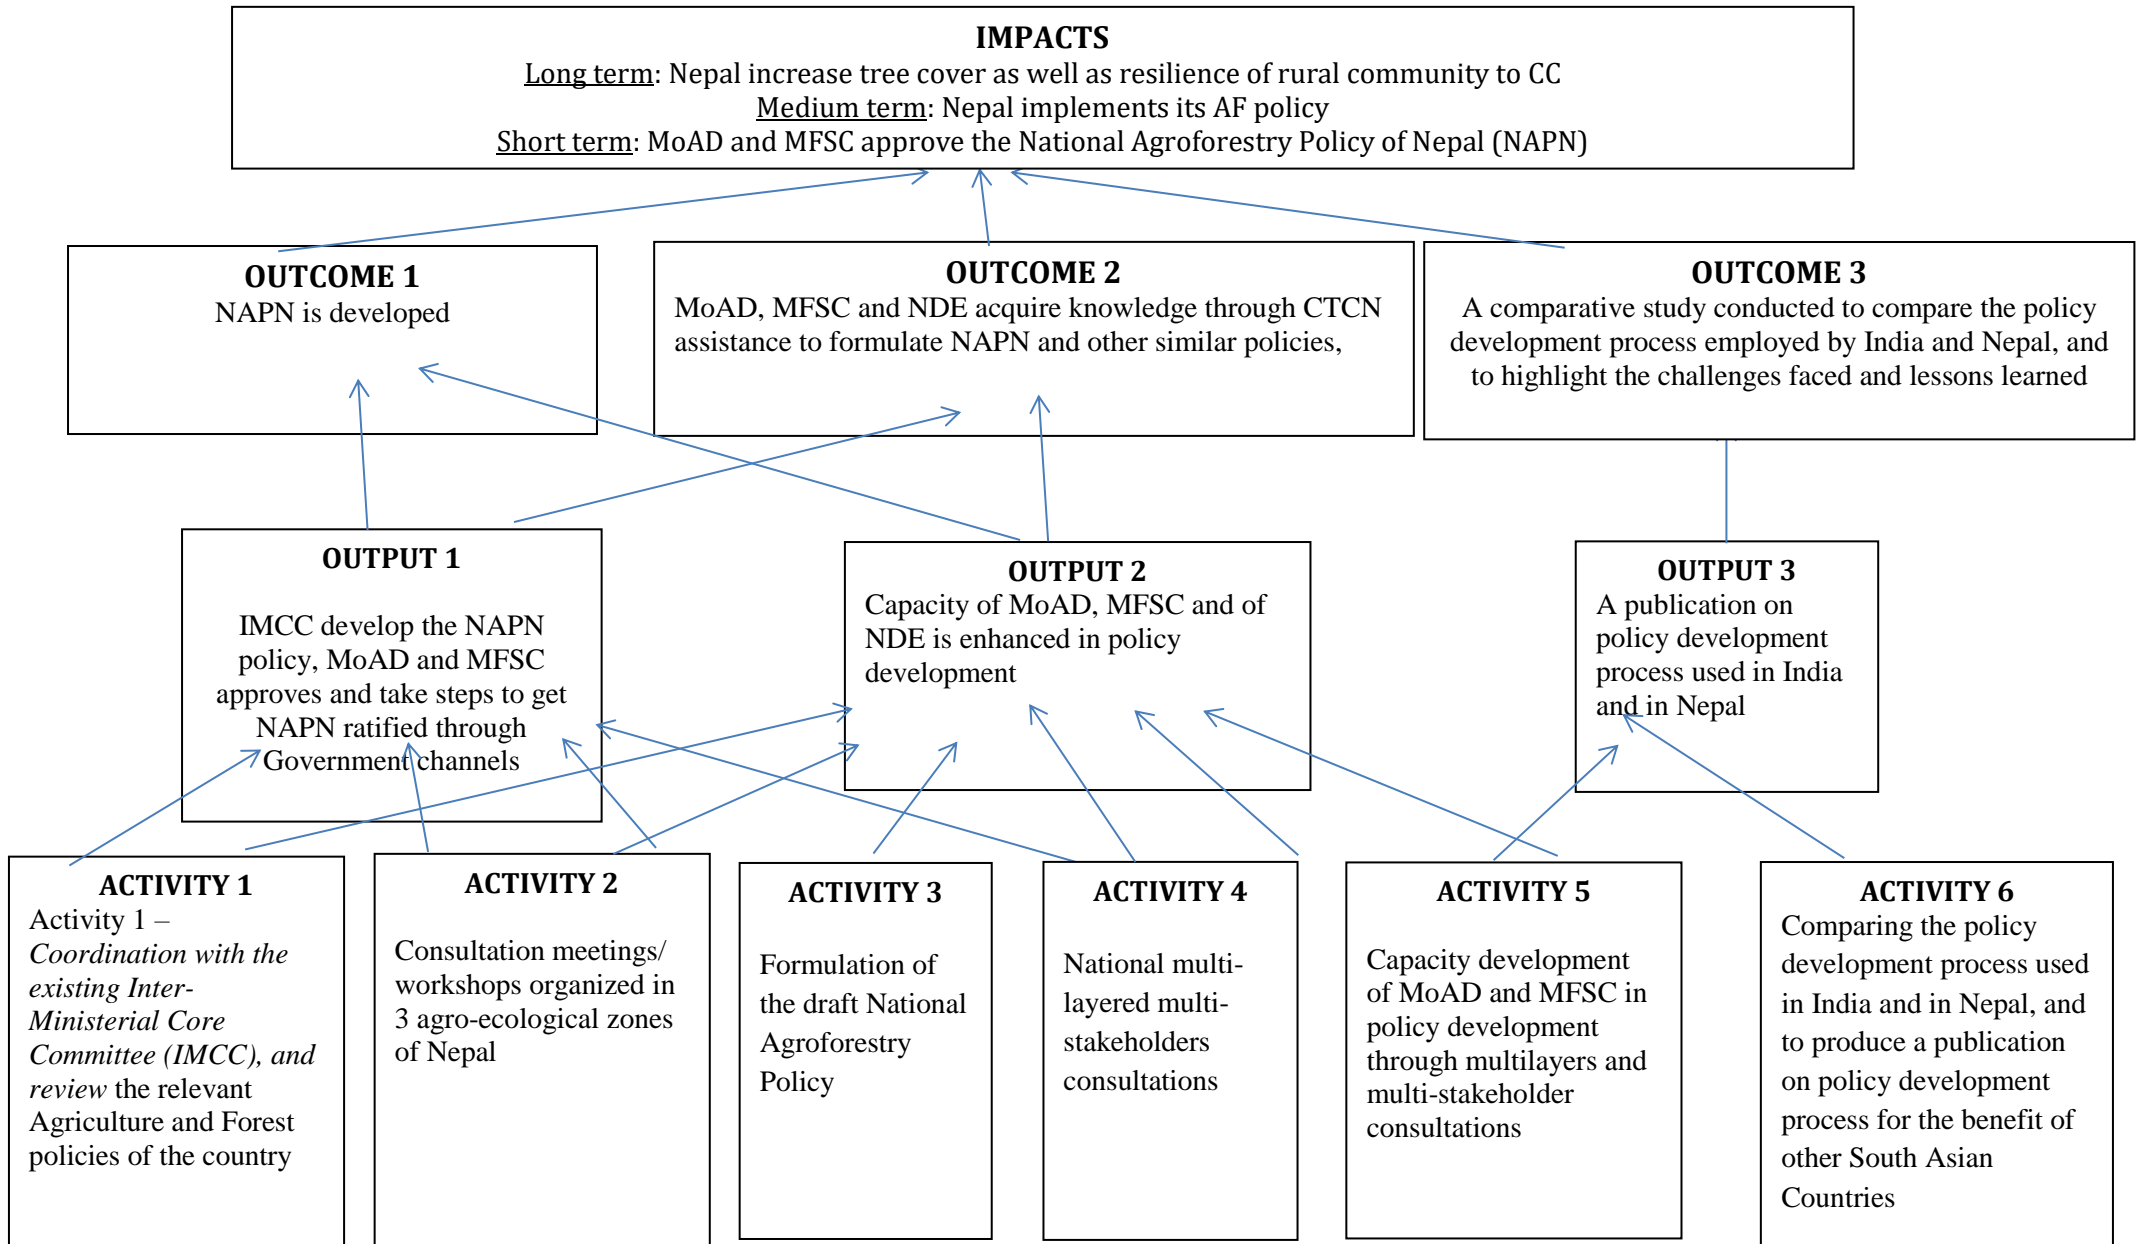 IMPACTS
Long term: Nepal increase tree cover as well as resilience of rural community to CC
Medium term: Nepal implements its AF policy
Short term: MoAD and MFSC approve the National Agroforestry Policy of Nepal (NAPN)
OUTCOME 1
NAPN is developed
OUTCOME 2
MoAD, MFSC and NDE acquire knowledge through CTCN
assistance to formulate NAPN and other similar policies,
OUTCOME 3
A comparative study conducted to compare the policy
development process employed by India and Nepal, and
to highlight the challenges faced and lessons learned
OUTPUT 1
IMCC develop the NAPN
policy, MoAD and MFSC
approves and take steps to get
NAPN ratified through
Government channels
OUTPUT 2
Capacity of MoAD, MFSC and of
NDE is enhanced in policy
development
OUTPUT 3
A publication on
policy development
process used in India
and in Nepal
ACTIVITY 1
Activity 1 –
Coordination with the
existing Inter-
Ministerial Core
Committee (IMCC), and
review the relevant
Agriculture and Forest
policies of the country
ACTIVITY 2
Consultation meetings/
workshops organized in
3 agro-ecological zones
of Nepal
ACTIVITY 3
Formulation of
the draft National
Agroforestry
Policy
ACTIVITY 4
National multi-
layered multi-
stakeholders
consultations
ACTIVITY 5
Capacity development
of MoAD and MFSC in
policy development
through multilayers and
multi-stakeholder
consultations
ACTIVITY 6
Comparing the policy
development process used
in India and in Nepal, and
to produce a publication
on policy development
process for the benefit of
other South Asian
Countries